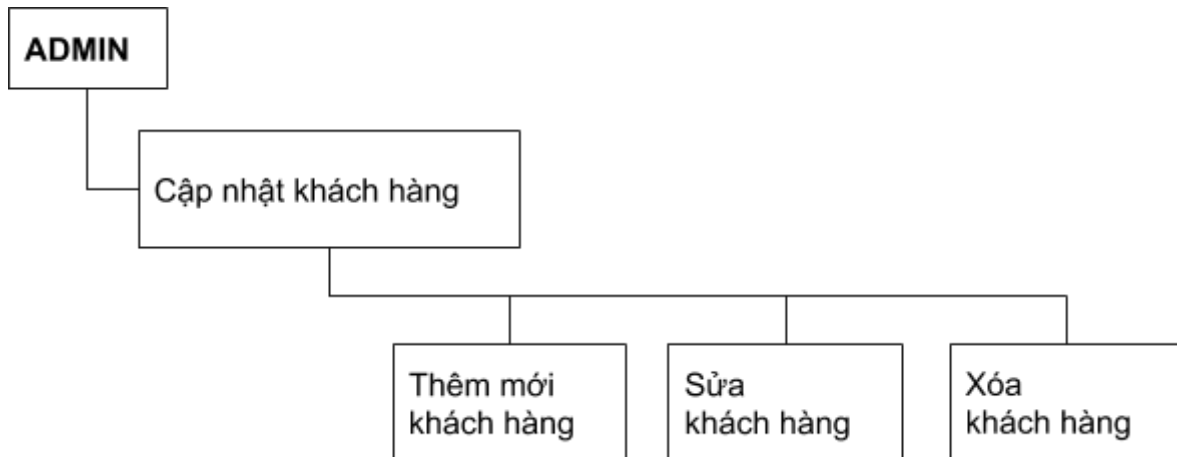 ADMIN
Cập nhật khách hàng
Thêm mới
khách hàng
Sửa
khách hàng
Xóa
khách hàng